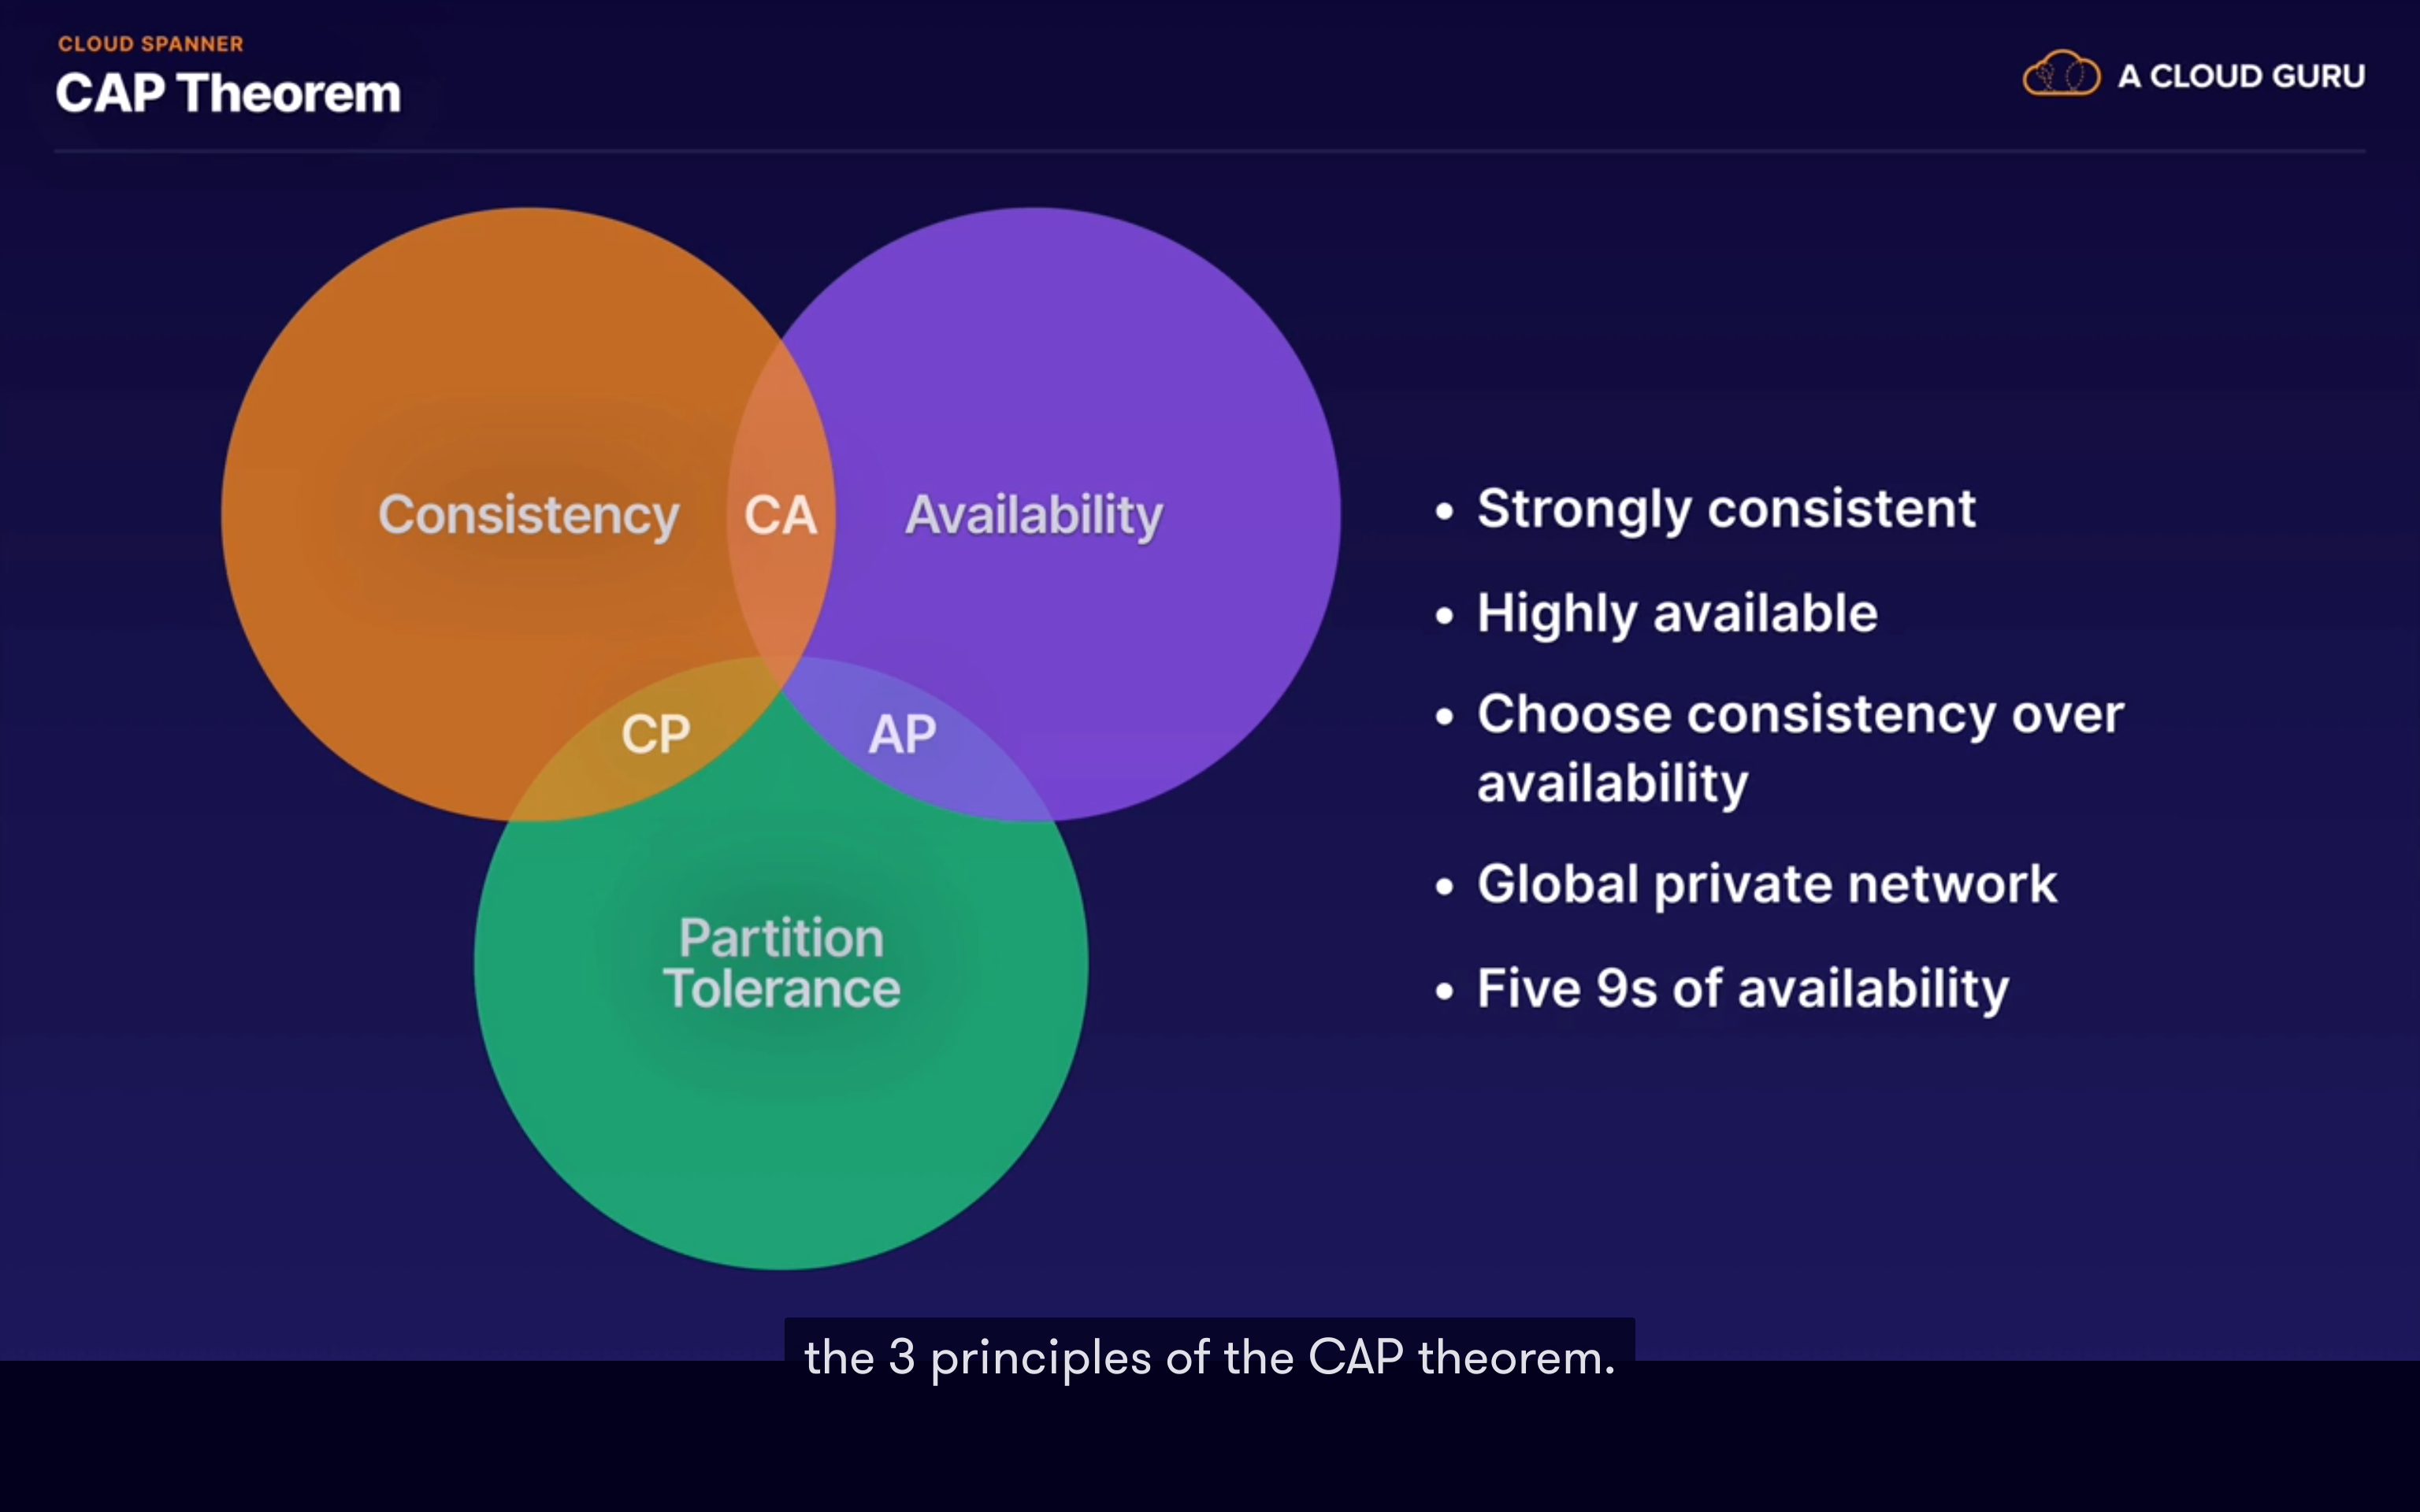 CLOUD SPANNER
CAP Theorem
A CLOUD GURU
Consistency
CA
Availability
CP
AP
Partition
Tolerance
• Strongly consistent
• Highly available
• Choose consistency over
availability
• Global private network
• Five 9s of availability
the 3 principles of the CAP theorem.